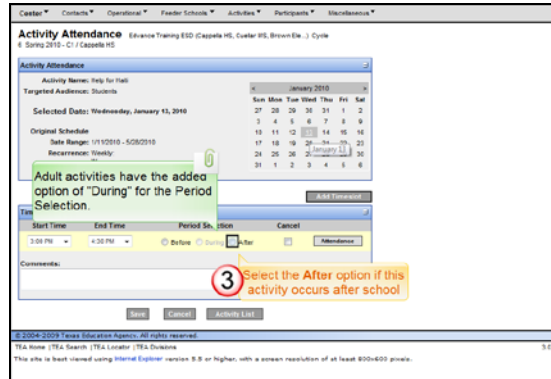 Center Contacts Operational Feeder Schools Activities Participants Miscellaneous
Activity Attendance Edvance Training ESD (Cappella HS, Cuellar MS, Brown Ele...) Cycle
6 Spring 2010 - C1 / Cappella HS
Activity Attendance
Activity Name: Help for Haiti
Targeted Audience: Students
Selected Date: Wednesday, January 13, 2010
Original Schedule
Date Range: 1/11/2010 - 5/28/2010
Recurrence: Weekly
« January 2010 »
Sun Mon Tue Wed Thu Fri Sat
27 28 29 30 31 1 2
3 4 5 6 7 8 9
10 11 12 13 14 15 16
17 18 19 20 21 22 23
January 13
24 25 26 30
31 1 2 3 4 5 6
Adult activities have the added
option of "During" for the Period
Selection.
Add Timeslot
Start Time End Time Period Selection Cancel
3:00 PM 4:30 PM Before During After Attendance
Comments:
3 Select the After option if this
activity occurs after school
Save Cancel Activity List
© 2004-2009 Texas Education Agency. All rights reserved.
TEA Home | TEA Search | TEA Locator | TEA Divisions
This site is best viewed using Internet Explorer version 5.5 or higher, with a screen resolution of at least 800x600 pixels.